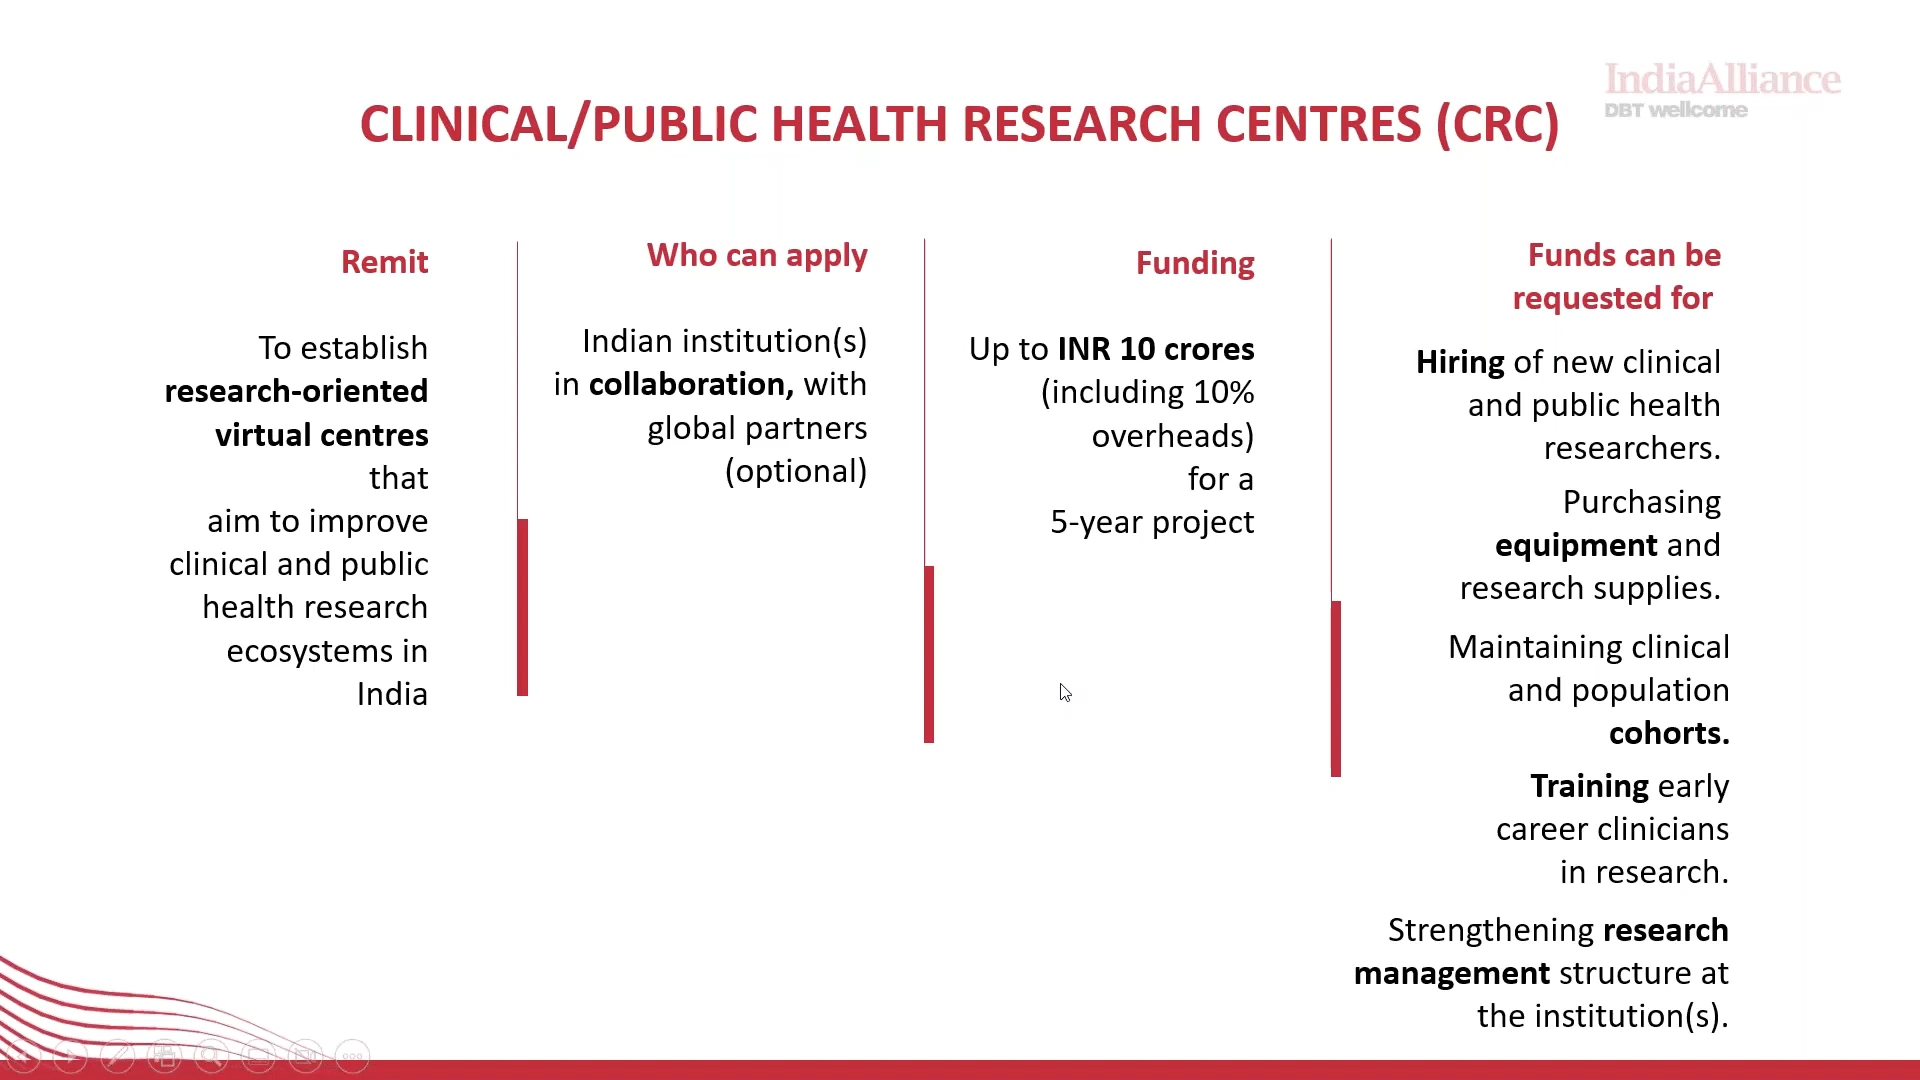 IndiaAlliance
DBT wellcome
CLINICAL/PUBLIC HEALTH RESEARCH CENTRES (CRC)
Remit
To establish
research-oriented
virtual centres
that
aim to improve
clinical and public
health research
ecosystems in
India
Who can apply
Indian institution(s)
in collaboration, with
global partners
(optional)
Funding
Up to INR 10 crores
(including 10%
overheads)
for a
5-year project
Funds can be
requested for
Hiring of new clinical
and public health
researchers.
Purchasing
equipment and
research supplies.
Maintaining clinical
and population
cohorts.
Training early
career clinicians
in research.
Strengthening research
management structure at
the institution(s).